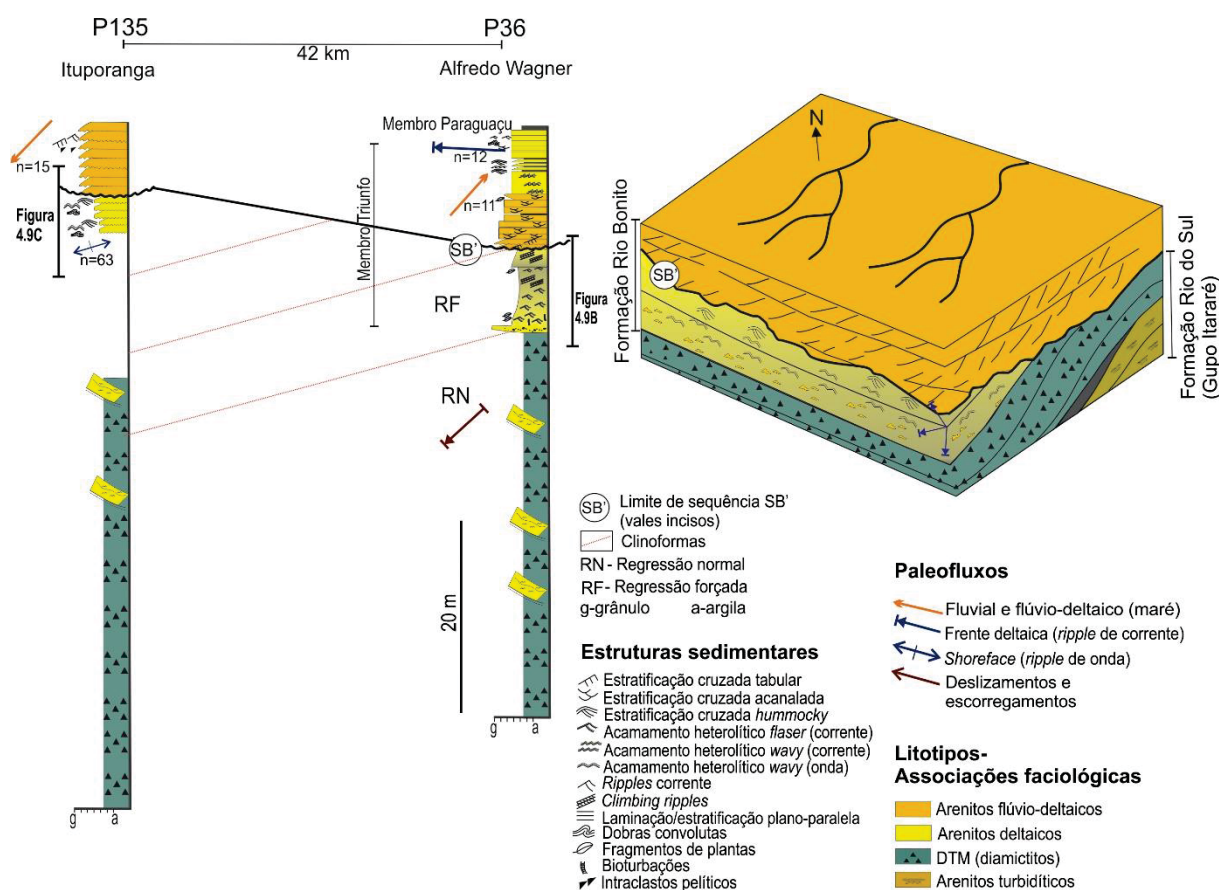 P135
P36
42 km
Ituporanga
Alfredo Wagner
n=15
Figura
4.9C
n=63
Membro Paraguaçu
n=12
n=11
Membro Triunfo
SB'
RF
RN
Figura
4.9B
20 m
g
a
g
a
N
SB'
Formação Rio Bonito
Formação Rio do Sul
(Gupo Itararé)
SB'
Limite de sequência SB'
(vales incisos)
Clinoformas
RN - Regressão normal
RF- Regressão forçada
g-grânulo a-argila
Estruturas sedimentares
Estratificação cruzada tabular
Estratificação cruzada acanalada
Estratificação cruzada hummocky
Acamamento heterolítico flaser (corrente)
Acamamento heterolítico wavy (corrente)
Acamamento heterolítico wavy (onda)
Ripples corrente
Climbing ripples
Laminação/estratificação plano-paralela
Dobras convolutas
Fragmentos de plantas
Bioturbações
Intraclastos pelíticos
Paleofluxos
Fluvial e flúvio-deltaico (maré)
Frente deltaica (ripple de corrente)
Shoreface (ripple de onda)
Deslizamentos e
escorregamentos
Litotipos-
Associações faciológicas
Arenitos flúvio-deltaicos
Arenitos deltaicos
DTM (diamictitos)
Arenitos turbidíticos